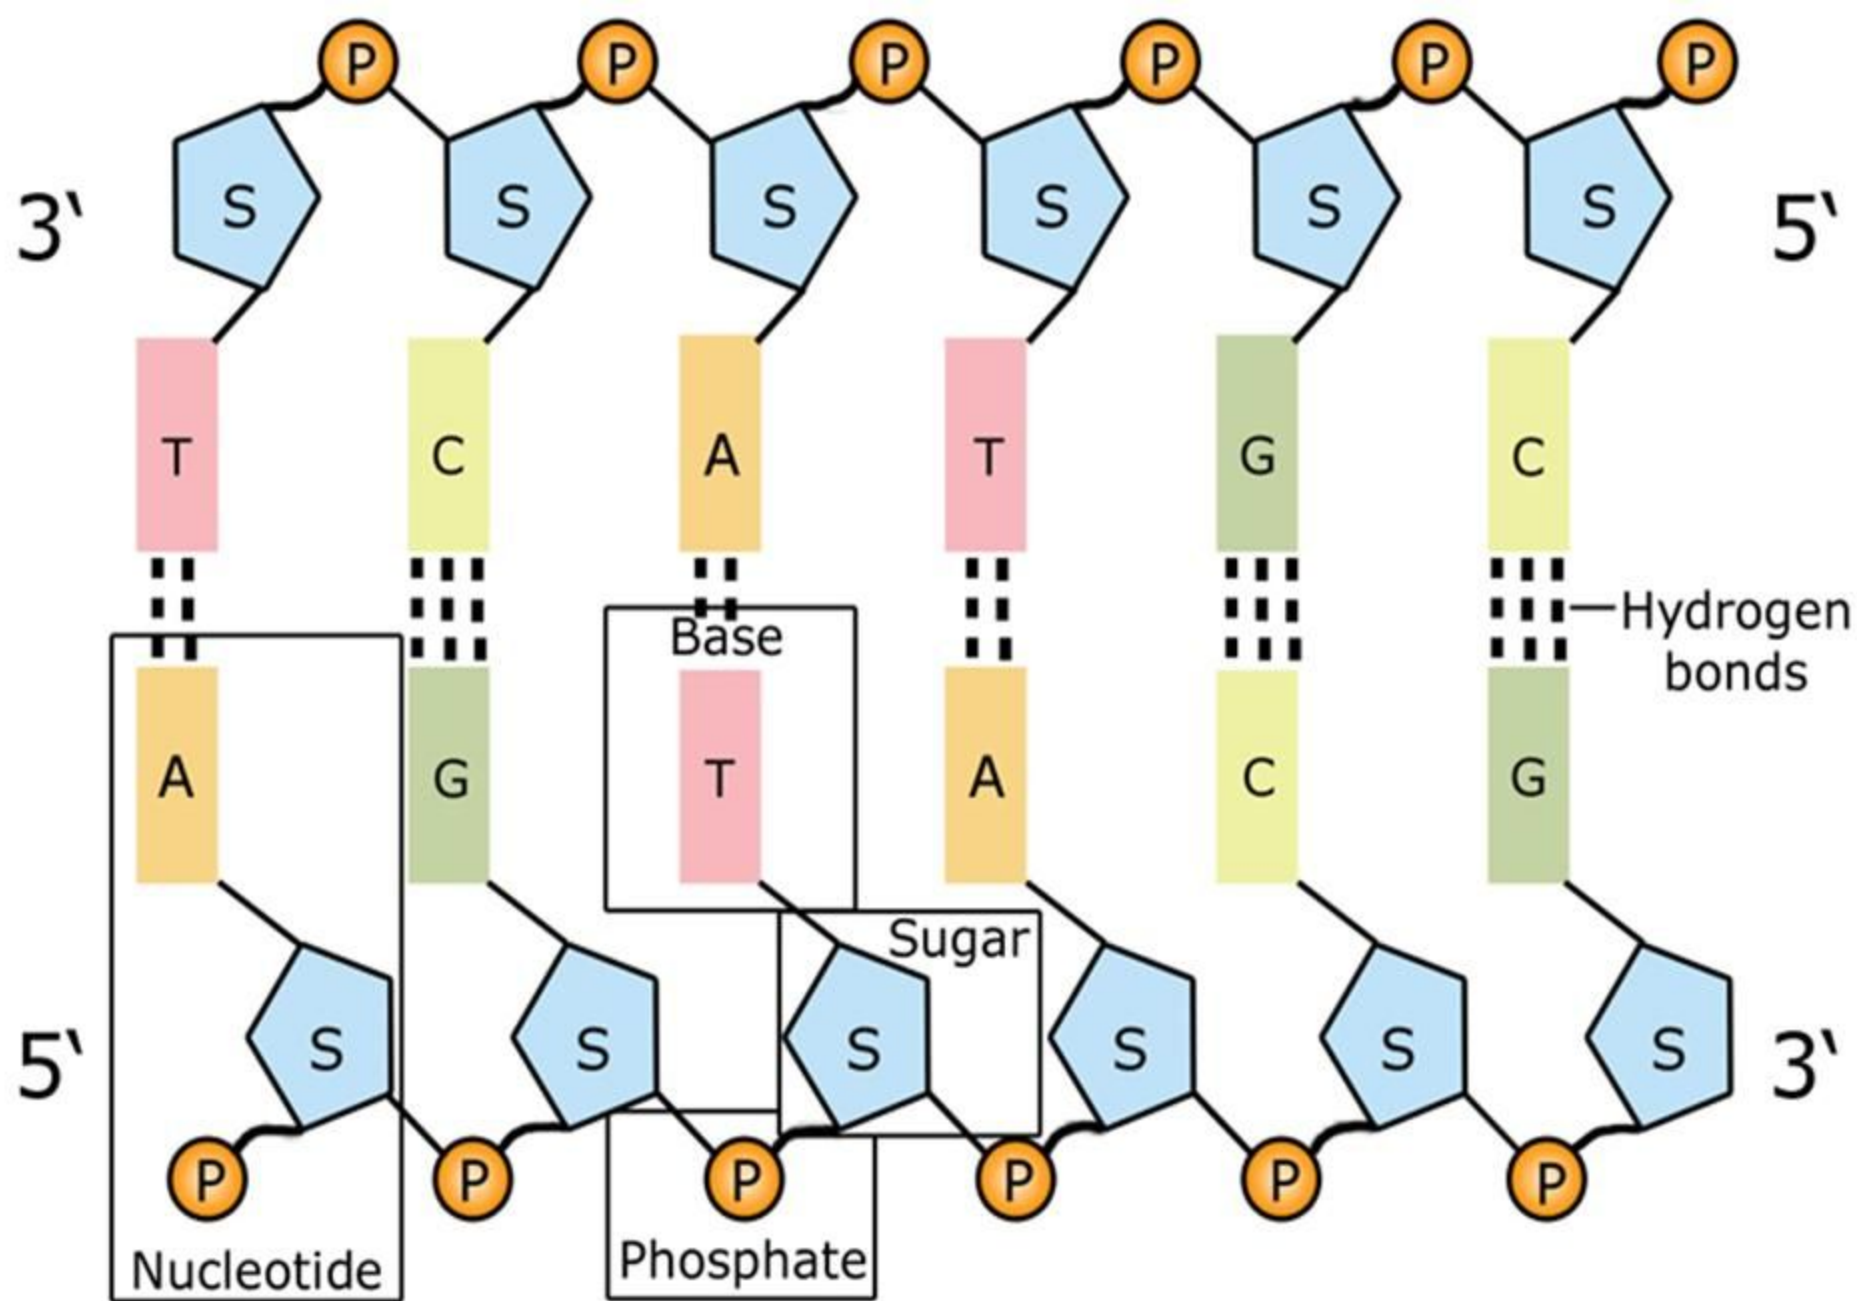 P P P P P P
3' S S S S S S 5'
T C A T G C
Hydrogen
bonds
Base
A G T A C G
Sugar
5' S S S S S S 3'
P P P P P P
Nucleotide Phosphate